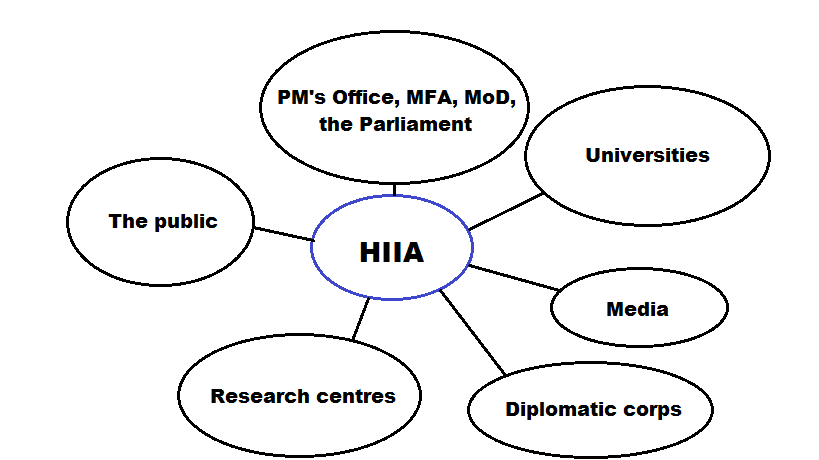 PM's Office, MFA, MoD,
the Parliament
Universities
The public
HIIA
Media
Research centres
Diplomatic corps